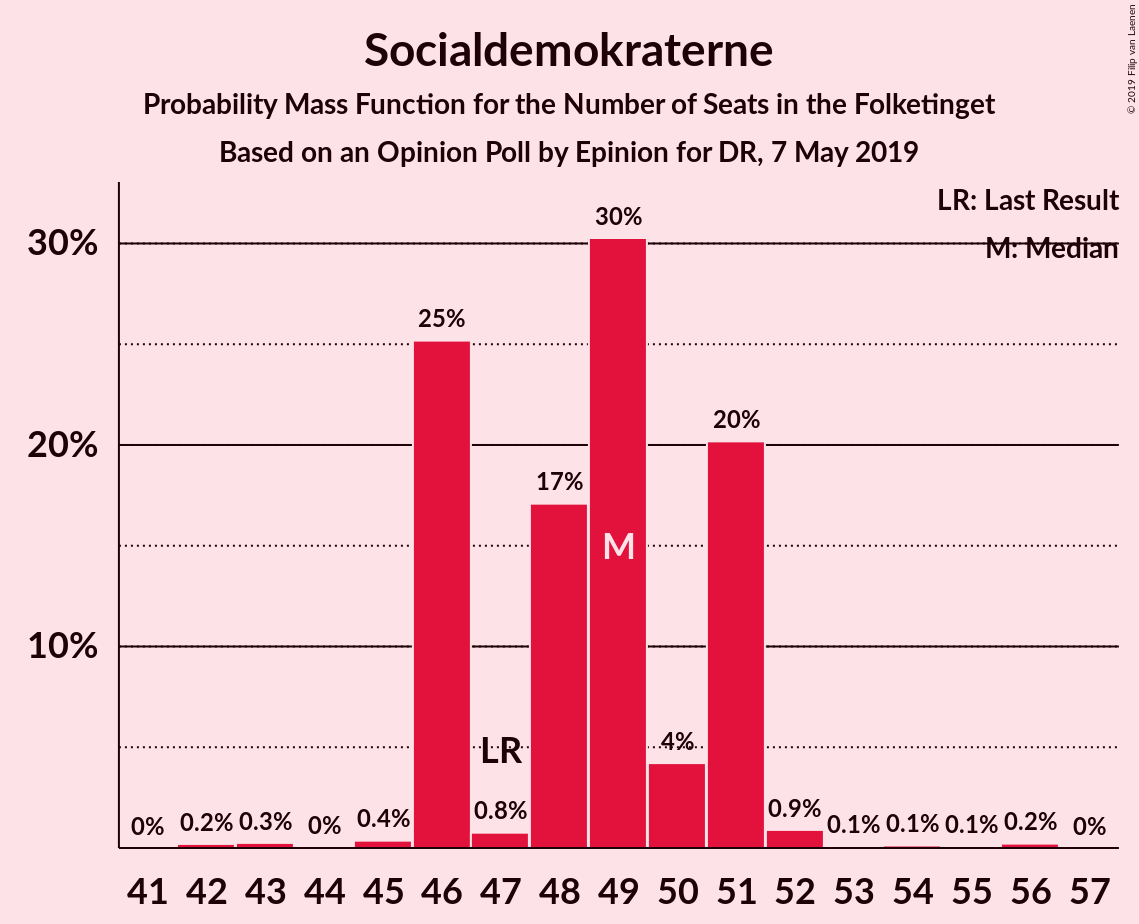 Socialdemokraterne
Probability Mass Function for the Number of Seats in the Folketinget
Based on an Opinion Poll by Epinion for DR, 7 May 2019
© 2019 Filip van Laenen
LR: Last Result
M: Median
30%
20%
10%
0%
0.2%
0.3%
0%
0.4%
25%
0.8%
17%
30%
4%
20%
0.9%
0.1%
0.1%
0.1%
0.2%
0%
LR
M
41 42 43 44 45 46 47 48 49 50 51 52 53 54 55 56 57